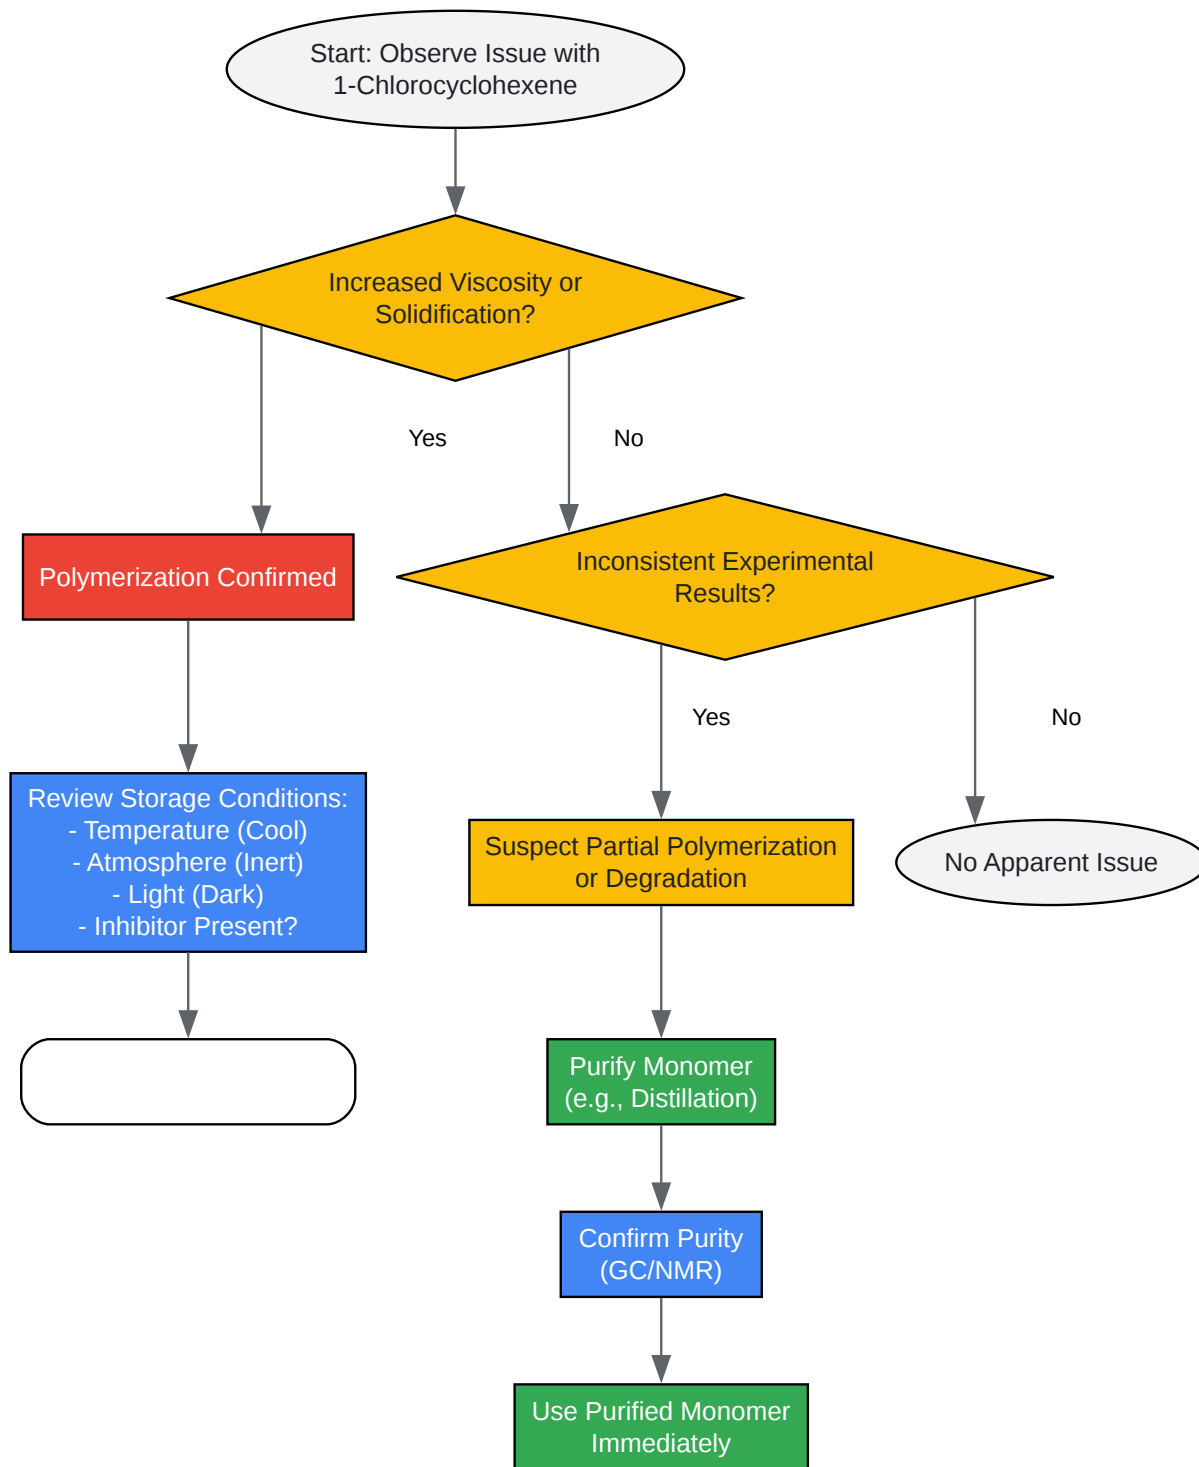 Start: Observe Issue with
1-Chlorocyclohexene
Increased Viscosity or
Solidification?
Yes
No
Polymerization Confirmed
Inconsistent Experimental
Results?
Yes
No
Review Storage Conditions:
- Temperature (Cool)
- Atmosphere (Inert)
- Light (Dark)
- Inhibitor Present?
Suspect Partial Polymerization
or Degradation
No Apparent Issue
Purify Monomer
(e.g., Distillation)
Confirm Purity
(GC/NMR)
Use Purified Monomer
Immediately